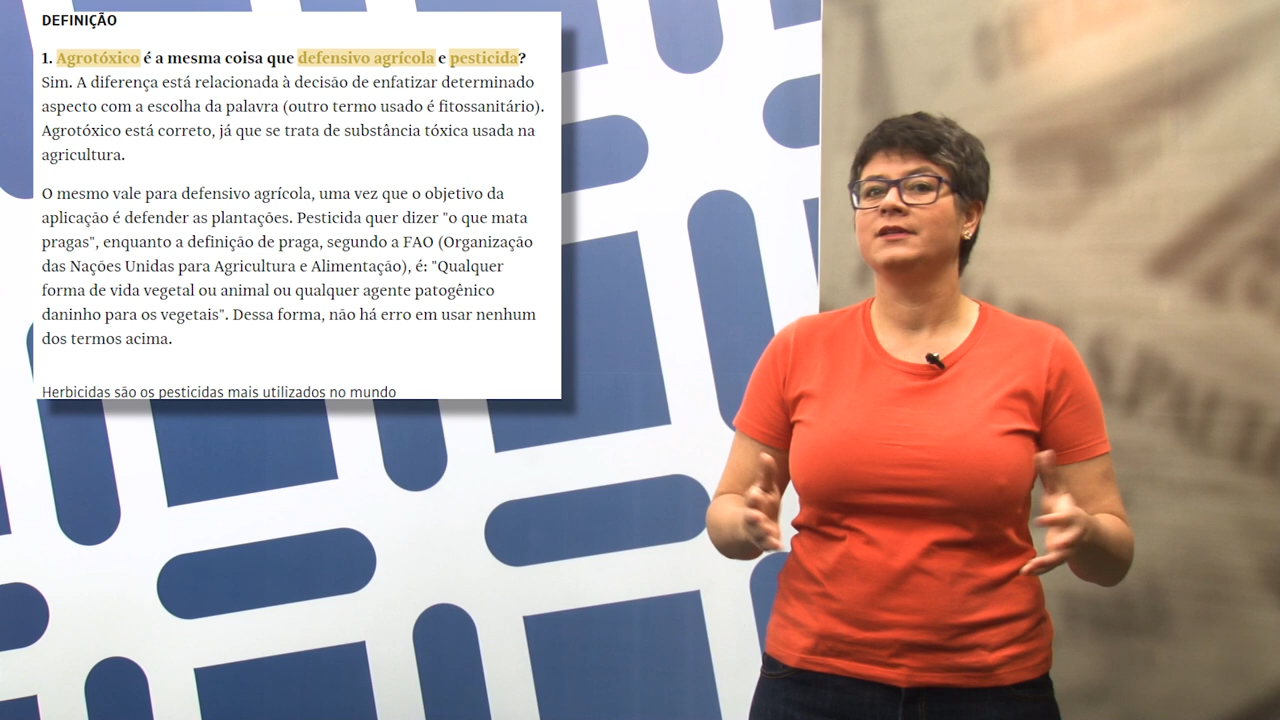 DEFINIÇÃO
1. Agrotóxico é a mesma coisa que defensivo agrícola e pesticida?
Sim. A diferença está relacionada à decisão de enfatizar determinado
aspecto com a escolha da palavra (outro termo usado é fitossanitário).
Agrotóxico está correto, já que se trata de substância tóxica usada na
agricultura.
O mesmo vale para defensivo agrícola, uma vez que o objetivo da
aplicação é defender as plantações. Pesticida quer dizer "o que mata
pragas", enquanto a definição de praga, segundo a FAO (Organização
das Nações Unidas para Agricultura e Alimentação), é: "Qualquer
forma de vida vegetal ou animal ou qualquer agente patogênico
daninho para os vegetais". Dessa forma, não há erro em usar nenhum
dos termos acima.
Herbicidas são os pesticidas mais utilizados no mundo